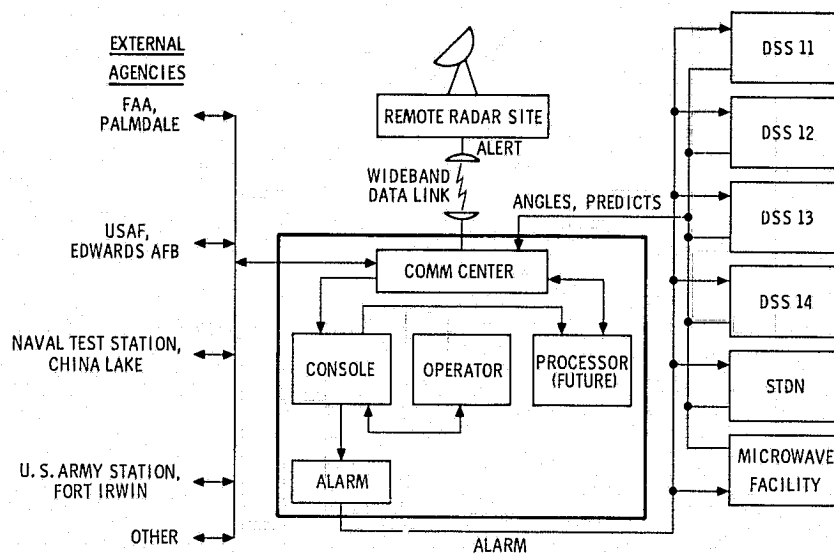 EXTERNAL
AGENCIES
FAA,
PALMDALE
USAF,
EDWARDS AFB
NAVAL TEST STATION,
CHINA LAKE
U.S. ARMY STATION,
FORT IRWIN
OTHER
REMOTE RADAR SITE
ALERT
WIDEBAND
DATA LINK
ANGLES, PREDICTS
COMM CENTER
CONSOLE
OPERATOR
PROCESSOR
(FUTURE)
ALARM
ALARM
DSS 11
DSS 12
DSS 13
DSS 14
STDN
MICROWAVE
FACILITY